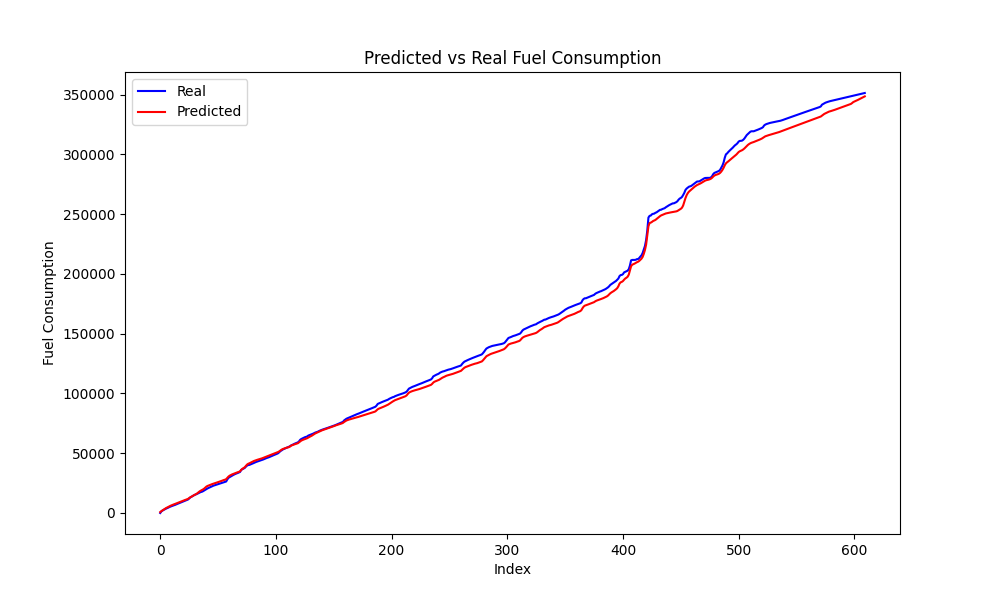 Predicted vs Real Fuel Consumption
Real
Predicted
350000
300000
250000
200000
150000
100000
50000
0
Fuel Consumption
0 100 200 300 400 500 600
Index